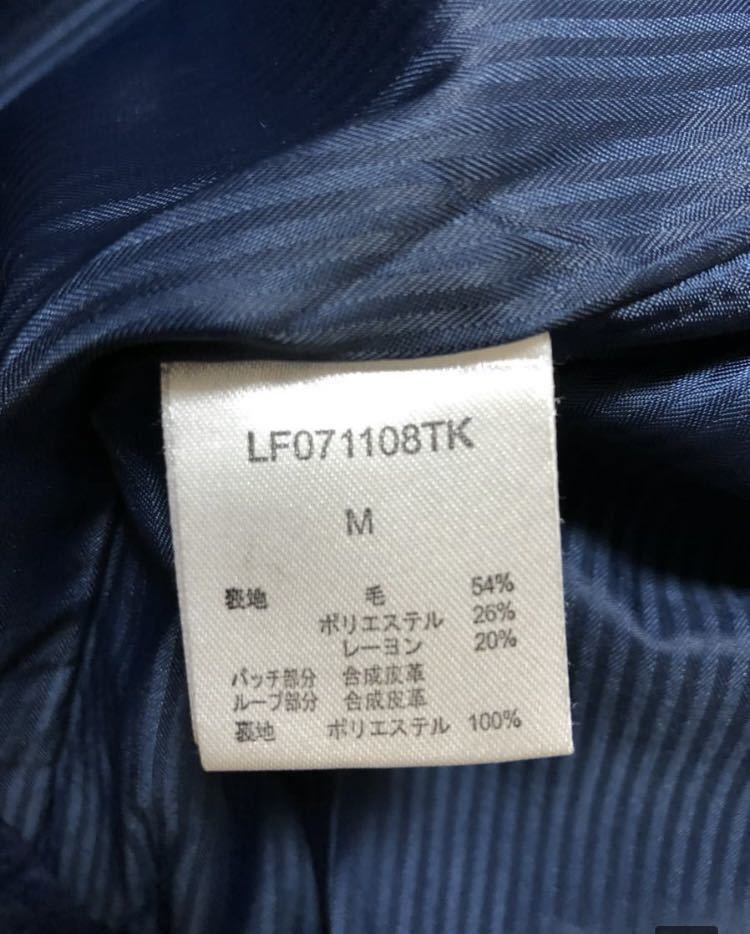 LF071108TK
M
表地 毛 54%
ポリエステル 26%
レーヨン 20%
パッチ部分 合成皮革
ループ部分 合成皮革
裏地 ポリエステル 100%